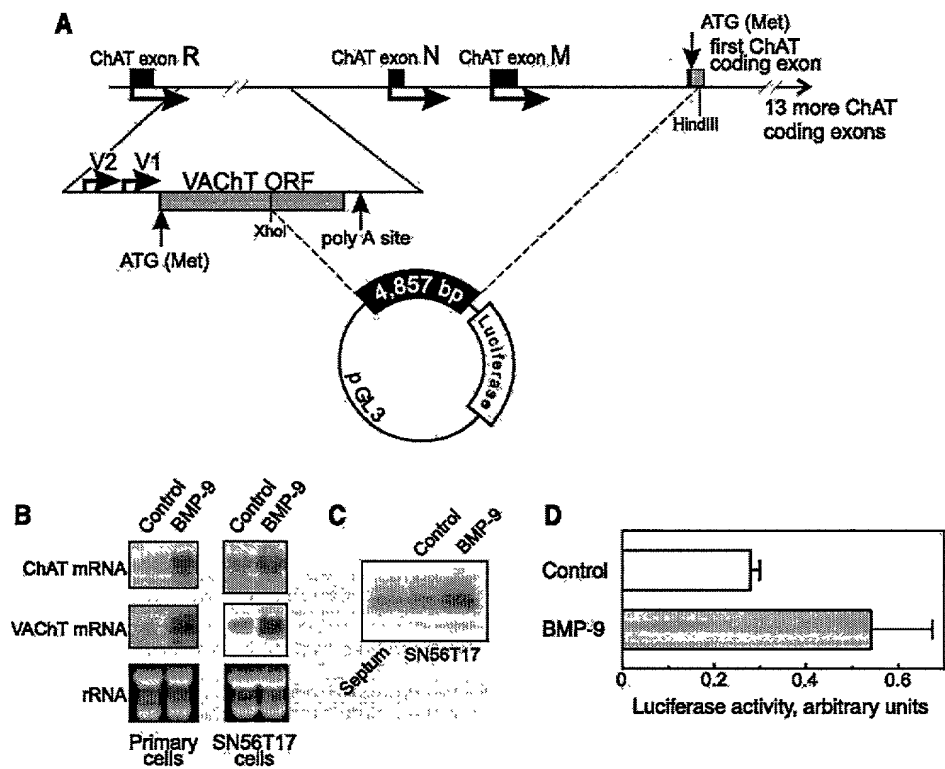 A
ChAT exon R
ChAT exon N
ChAT exon M
ATG (Met)
first ChAT
coding exon
HindIII
13 more ChAT
coding exons
V2
V1
VAChT ORF
XhoI
poly A site
ATG (Met)
4,857 bp
Luciferase
pGL3
B
Control
BMP-9
Control
BMP-9
ChAT mRNA
VAChT mRNA
rRNA
Primary
cells
SN56T17
cells
C
Control
BMP-9
Septum
SN56T17
D
Control
BMP-9
0
0.2
0.4
0.6
Luciferase activity, arbitrary units